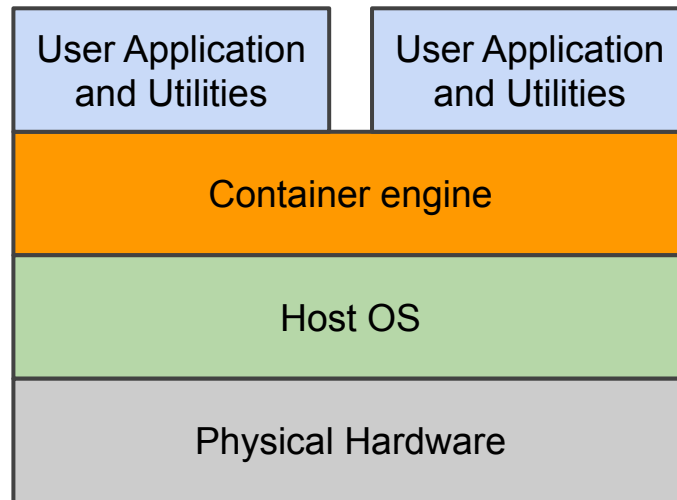 User Application
and Utilities
User Application
and Utilities
Container engine
Host OS
Physical Hardware